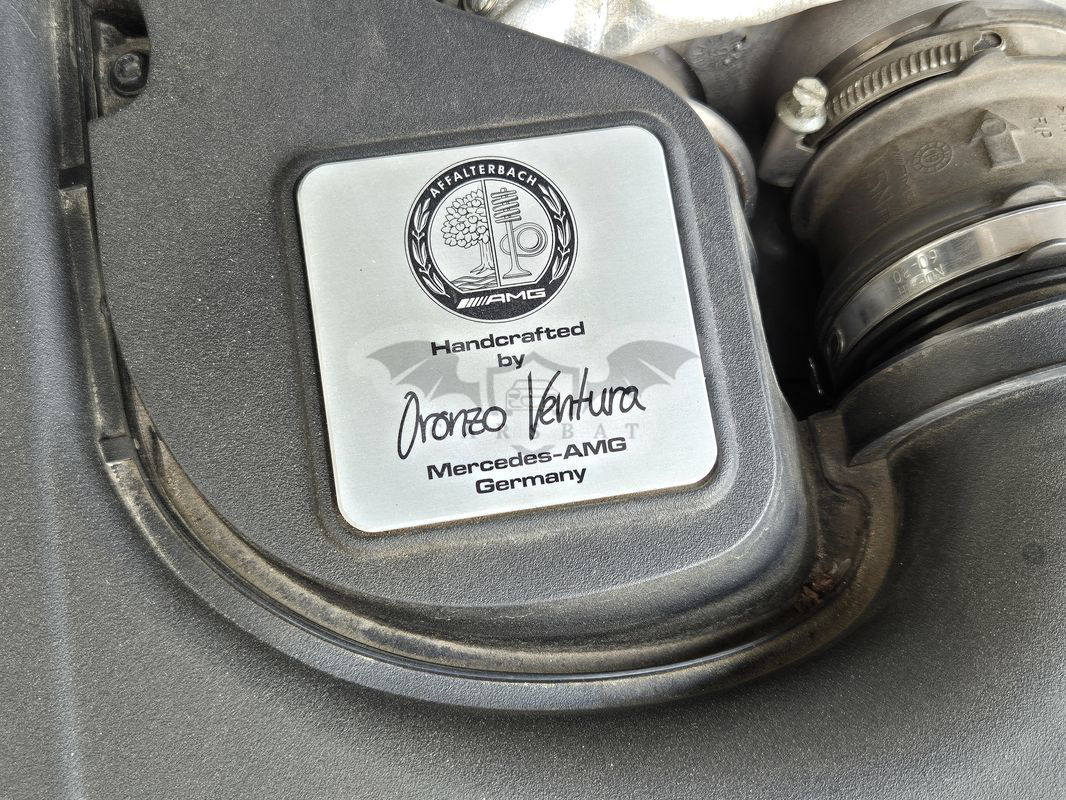 AFFALTERBACH
AMG
Handcrafted
by
Oronzo Ventura
Mercedes-AMG
Germany